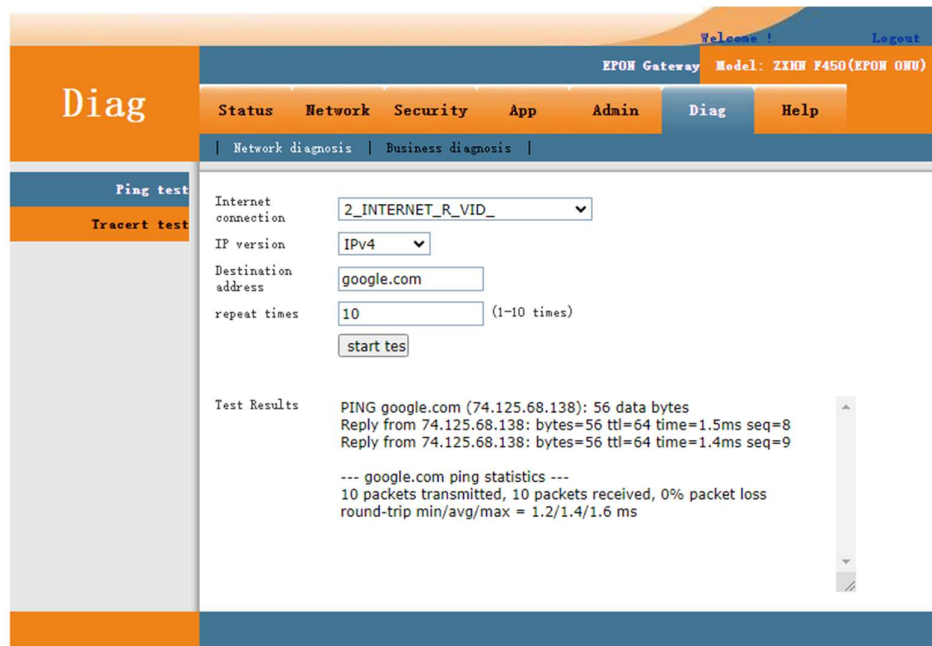 Welcome !
Logout
EPON Gateway
Model: ZXHN F450(EPON ONU)
Diag
Status Network Security App Admin Diag Help
| Network diagnosis | Business diagnosis |
Ping test
Tracert test
Internet connection
2_INTERNET_R_VID_
IP version
IPv4
Destination address
google.com
repeat times
10
(1-10 times)
start tes
Test Results
PING google.com (74.125.68.138): 56 data bytes
Reply from 74.125.68.138: bytes=56 ttl=64 time=1.5ms seq=8
Reply from 74.125.68.138: bytes=56 ttl=64 time=1.4ms seq=9
--- google.com ping statistics ---
10 packets transmitted, 10 packets received, 0% packet loss
round-trip min/avg/max = 1.2/1.4/1.6 ms